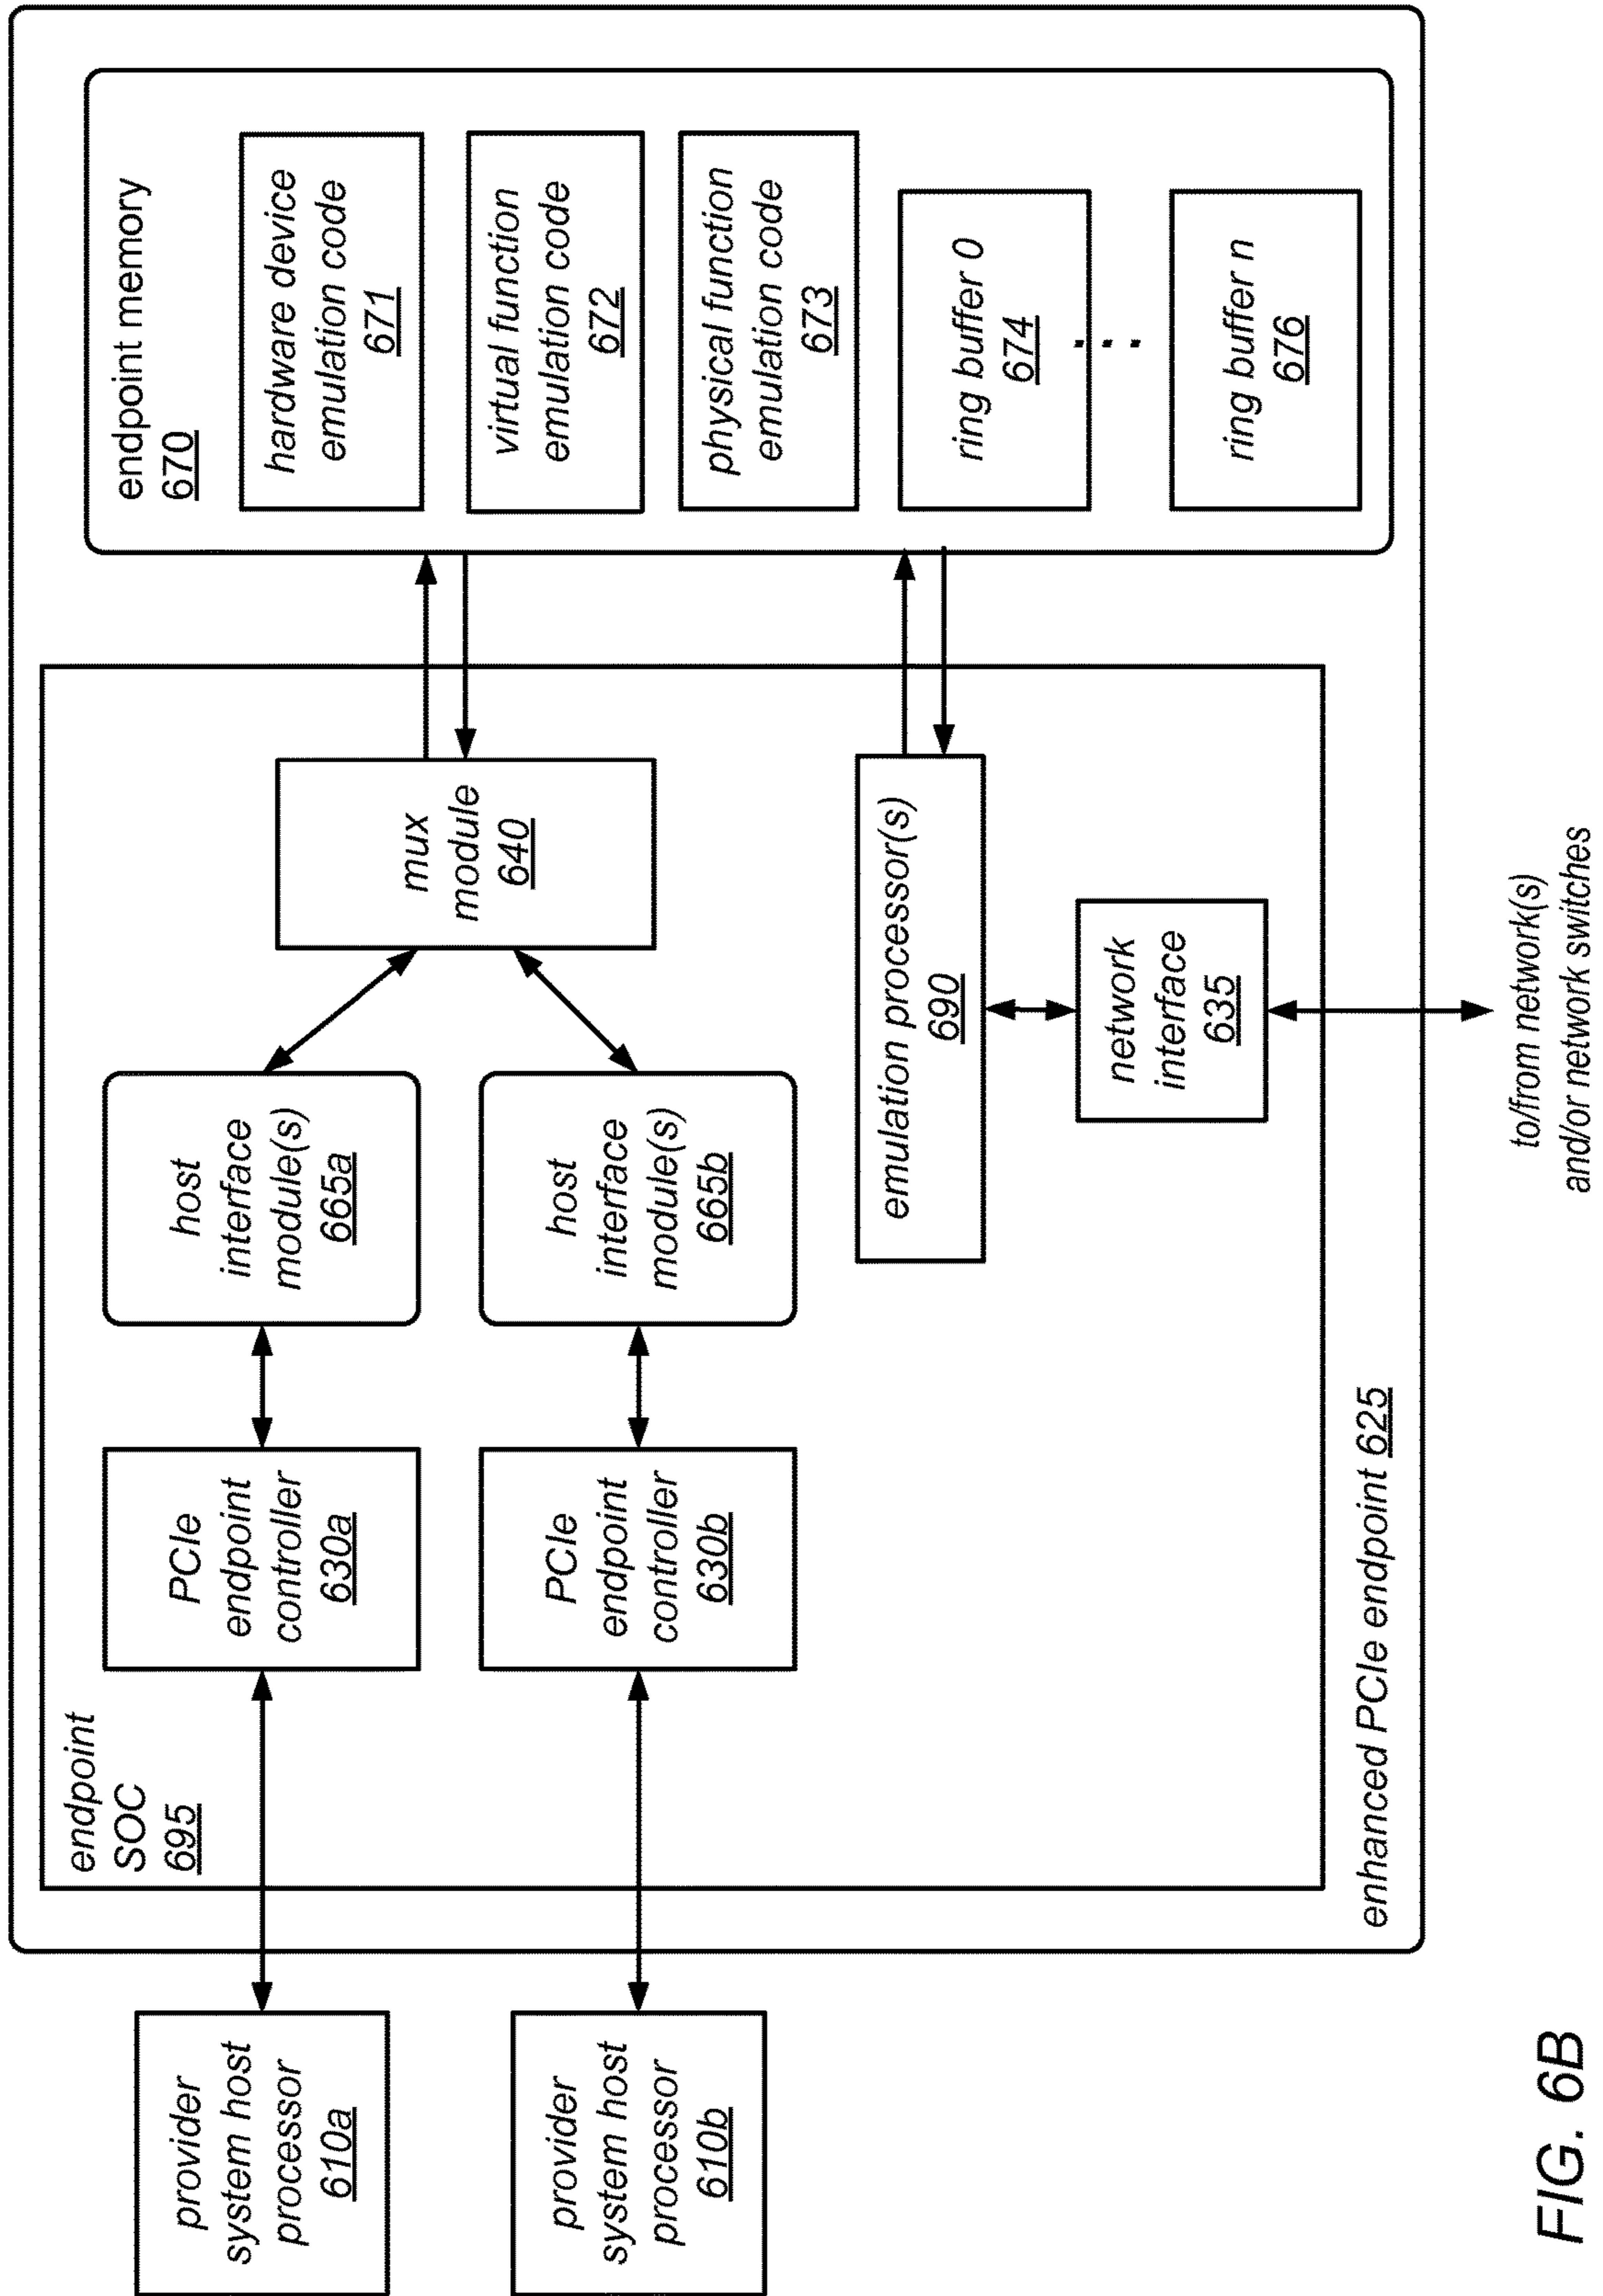 provider
system host
processor
610a
provider
system host
processor
610b
endpoint
SOC
695
PCIe
endpoint
controller
630a
PCIe
endpoint
controller
630b
host
interface
module(s)
665a
host
interface
module(s)
665b
mux
module
640
emulation processor(s)
690
network
interface
635
endpoint memory
670
hardware device
emulation code
671
virtual function
emulation code
672
physical function
emulation code
673
ring buffer 0
674
...
ring buffer n
676
enhanced PCIe endpoint 625
to/from network(s)
and/or network switches
FIG. 6B